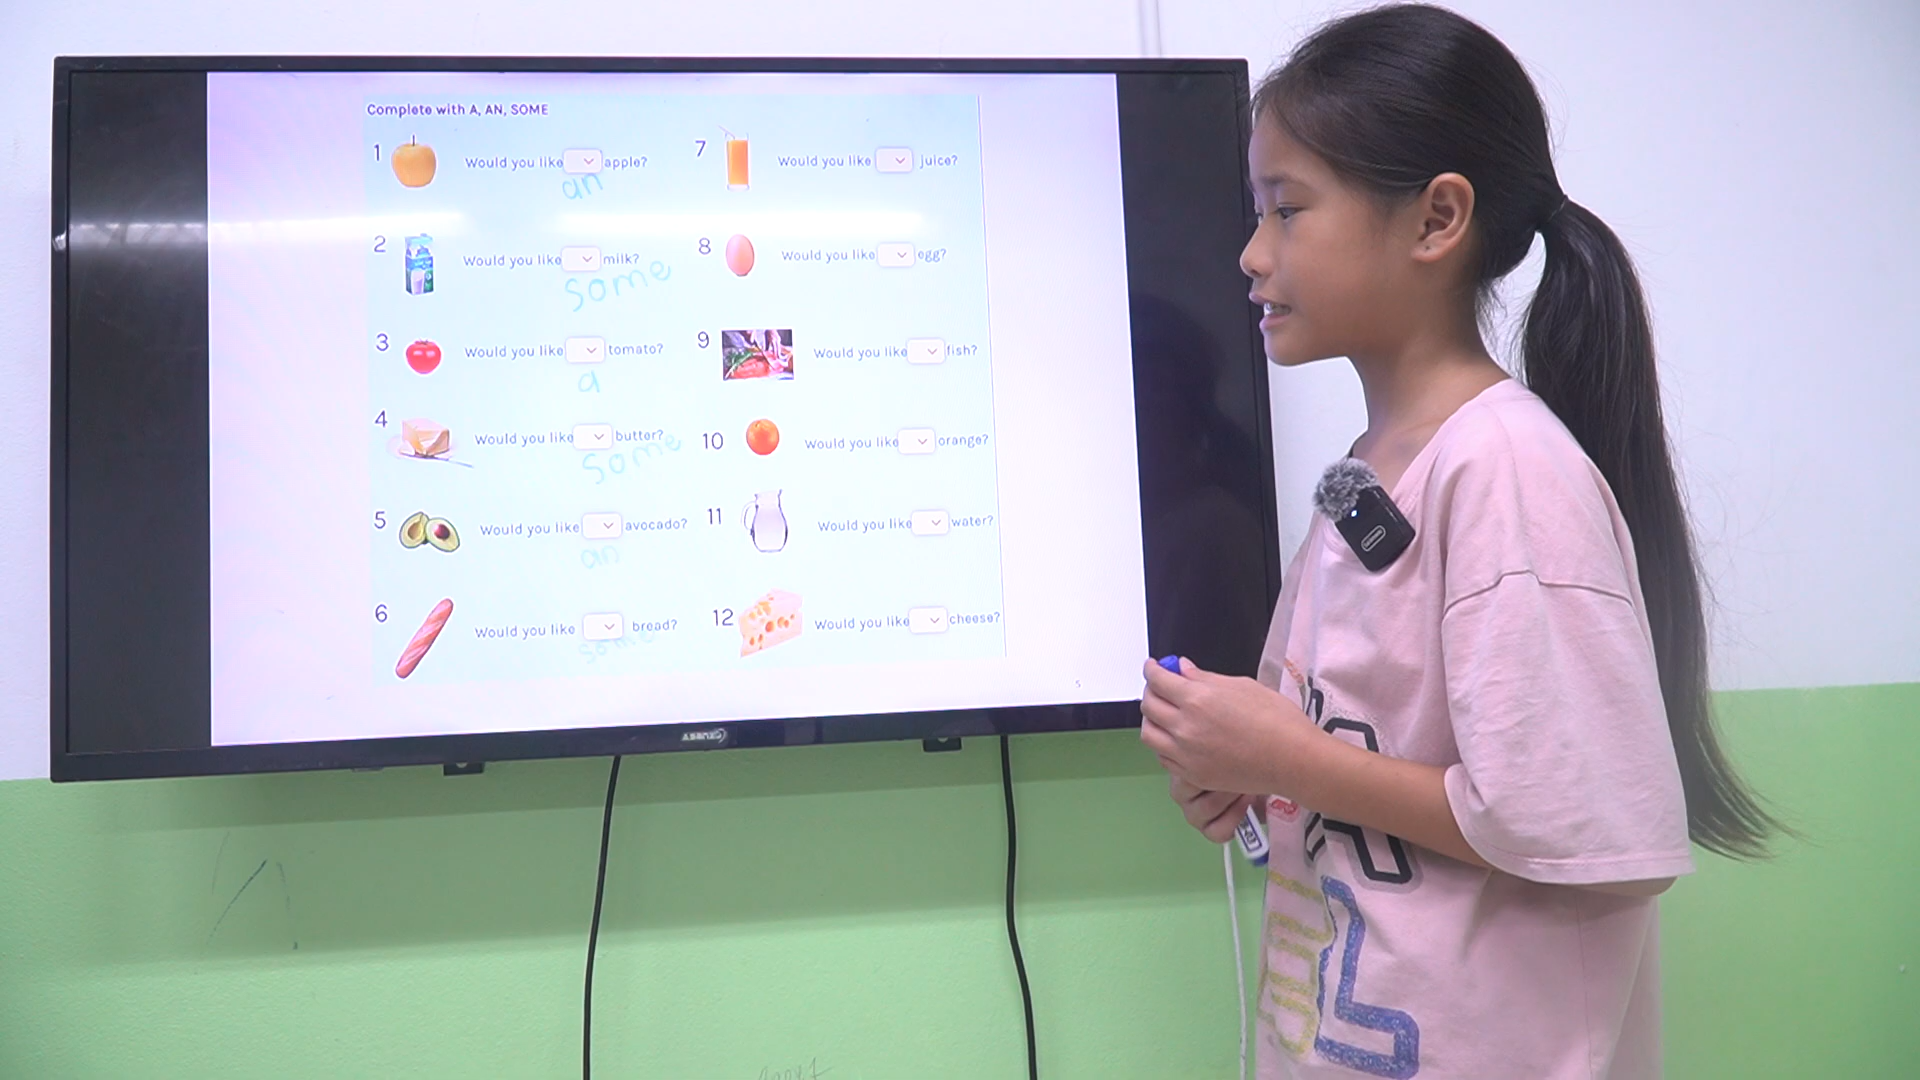 Complete with A, AN, SOME
1 Would you like apple?
an
2 Would you like milk?
some
3 Would you like tomato?
a
4 Would you like butter?
some
5 Would you like avocado?
an
6 Would you like bread?
some
7 Would you like juice?
8 Would you like egg?
9 Would you like fish?
10 Would you like orange?
11 Would you like water?
12 Would you like cheese?
5